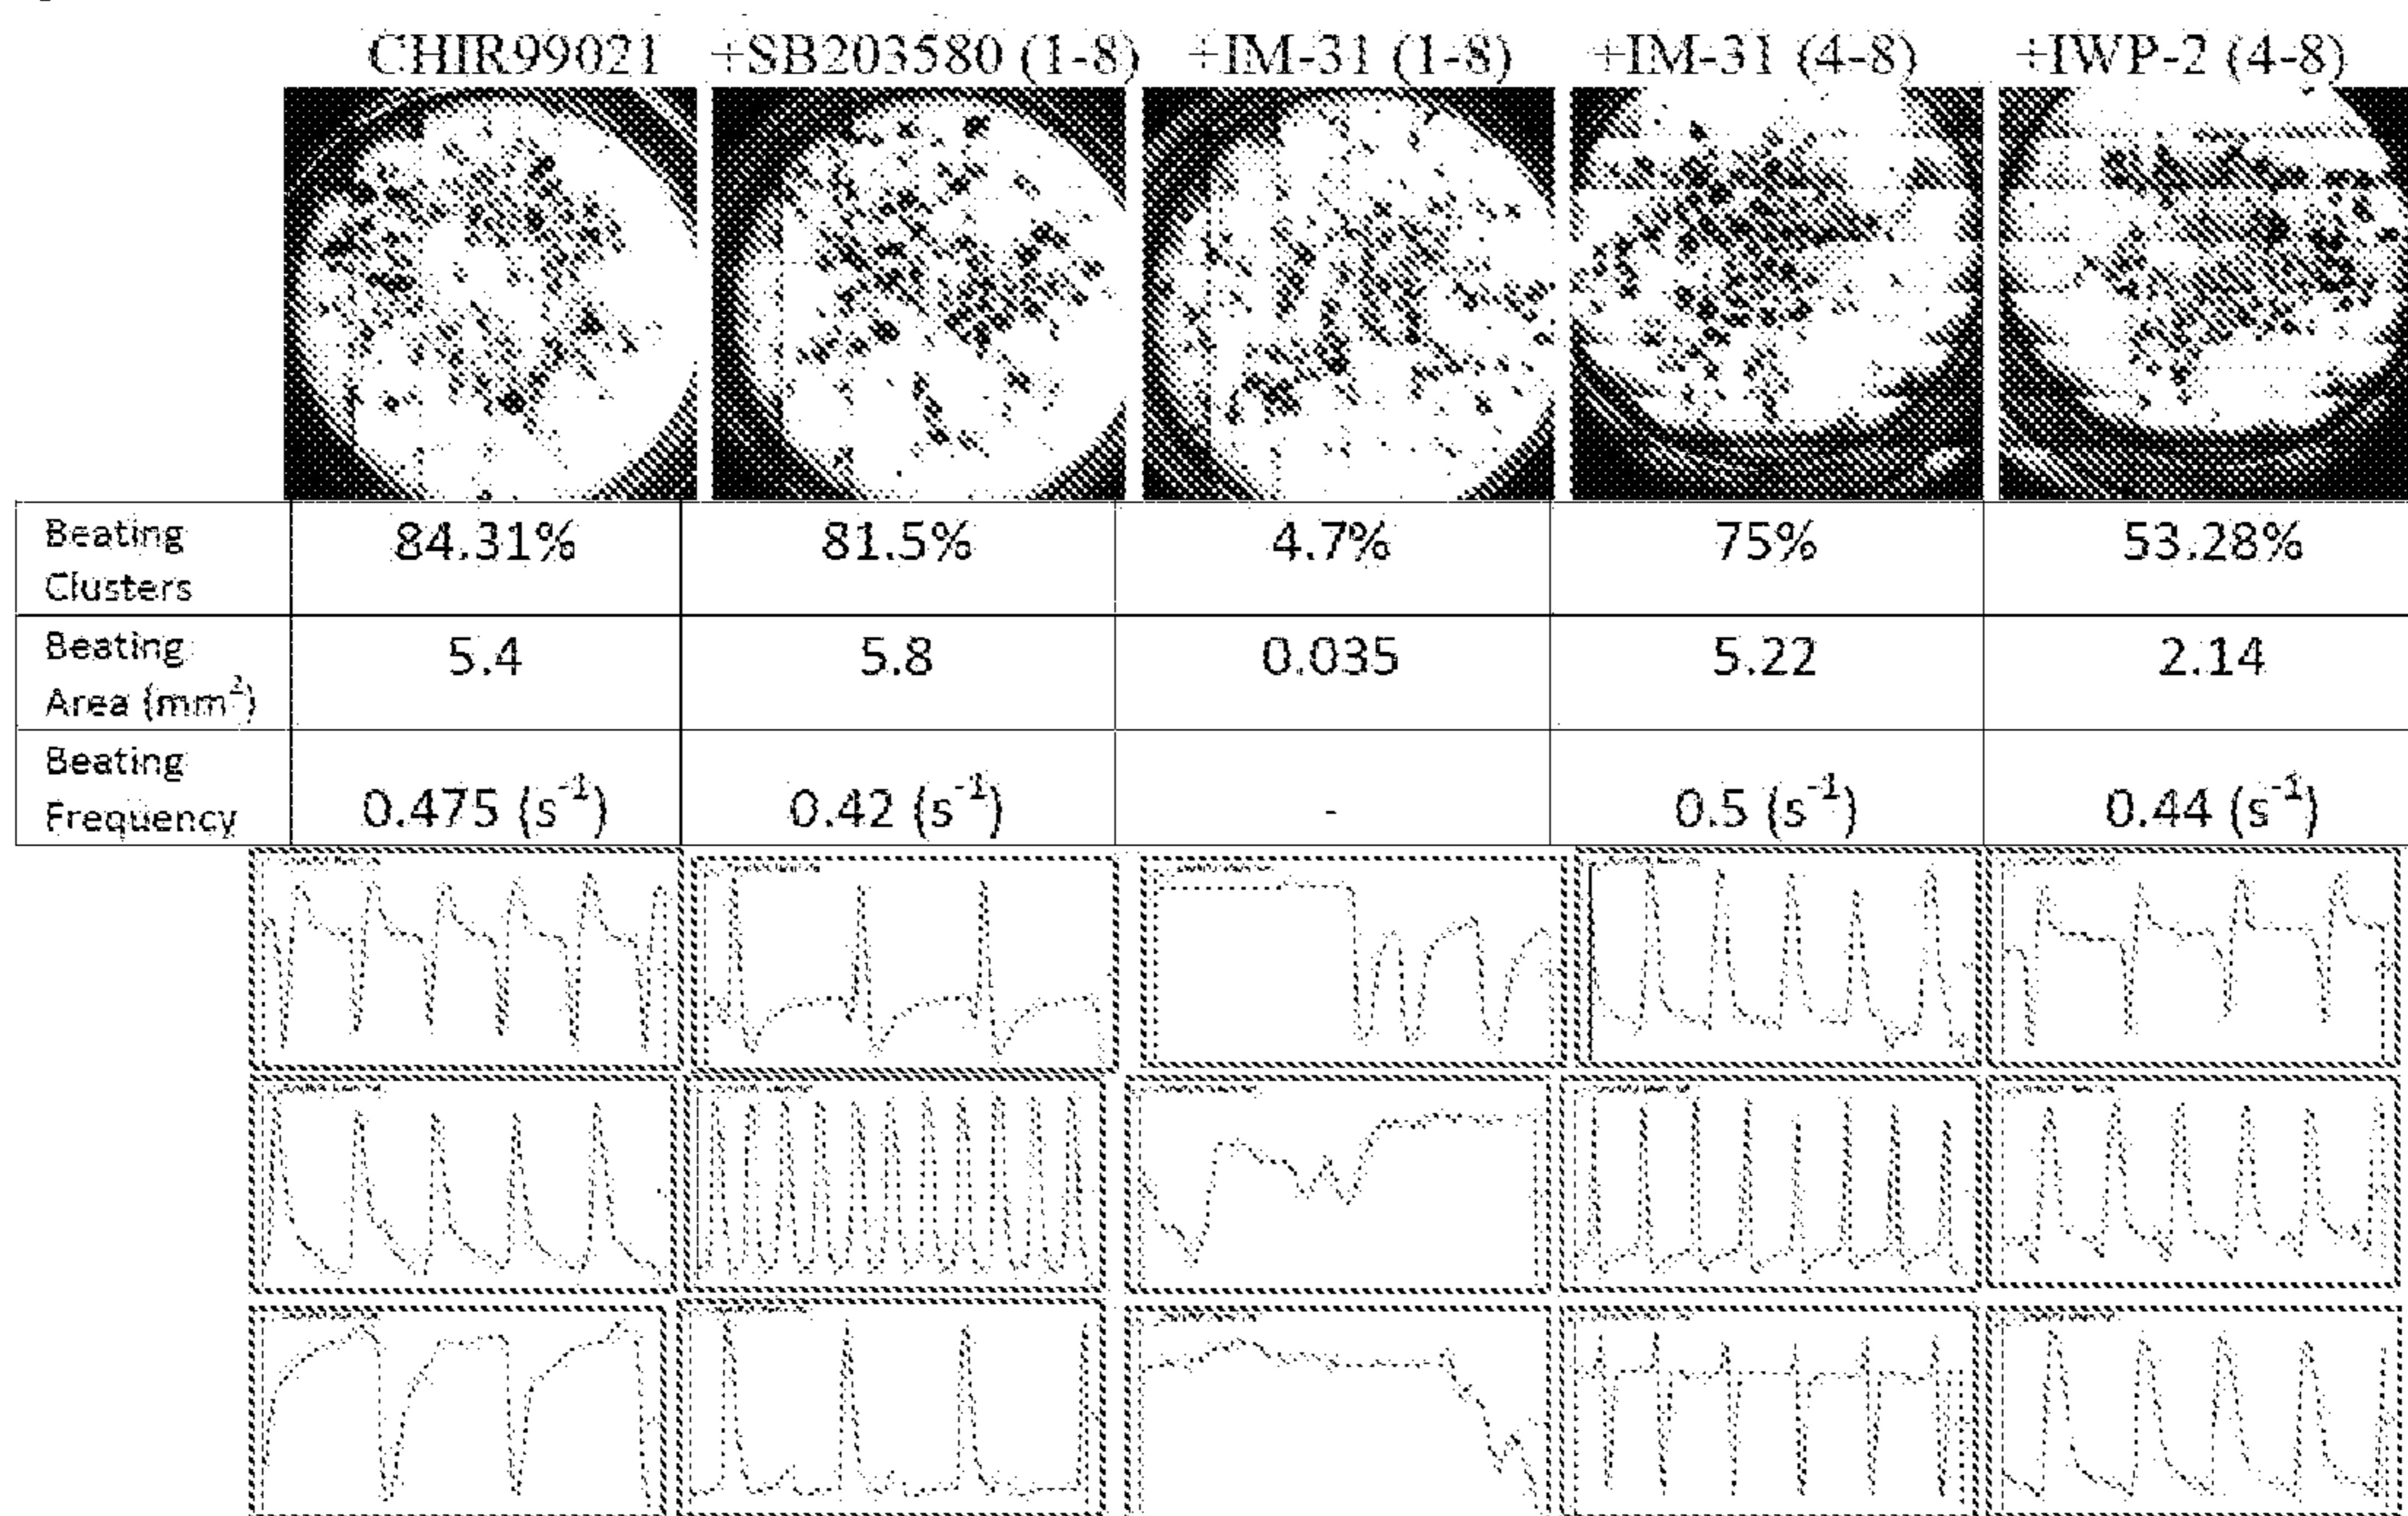 CHIR99021 +SB203580 (1-8) +IM-31 (1-8) +IM-31 (4-8) +IWP-2 (4-8)
Beating Clusters 84.31% 81.5% 4.7% 75% 53.28%
Beating Area (mm²) 5.4 5.8 0.035 5.22 2.14
Beating Frequency 0.475 (s⁻¹) 0.42 (s⁻¹) - 0.5 (s⁻¹) 0.44 (s⁻¹)